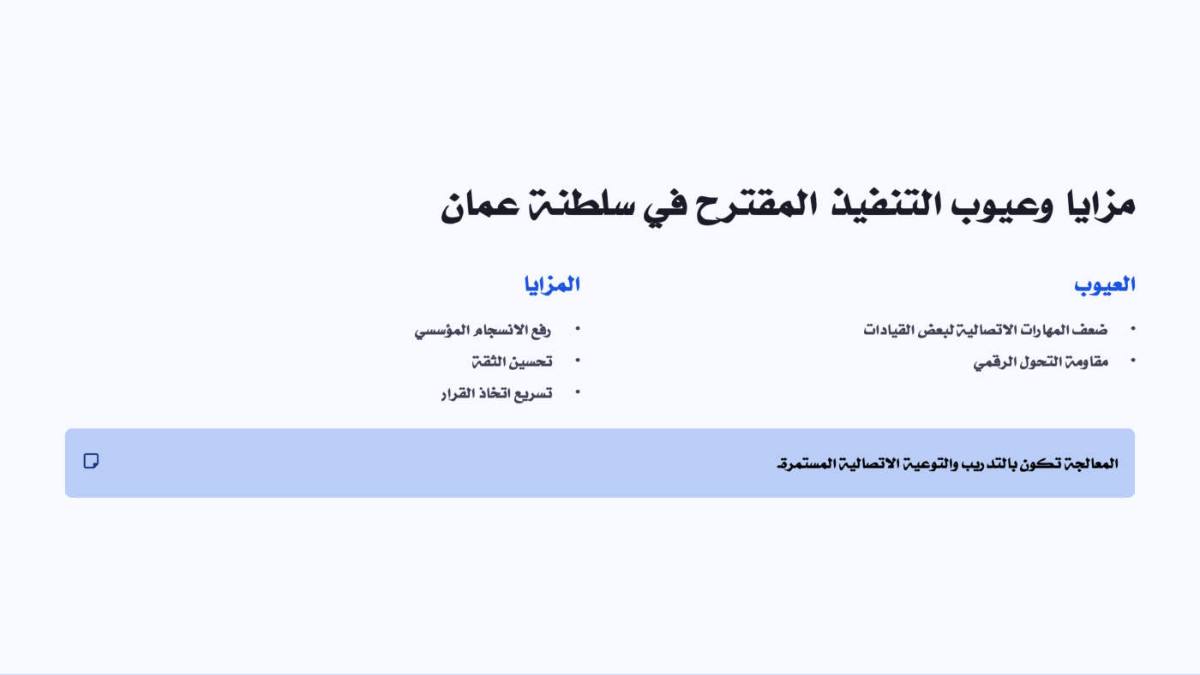 مزايا وعيوب التنفيذ المقترح في سلطنة عمان
العيوب
• ضعف المهارات الاتصالية لبعض القيادات
• مقاومة التحول الرقمي
المزايا
• رفع الانسجام المؤسسي
• تحسين الثقة
• تسريع اتخاذ القرار
المعالجة تكون بالتدريب والتوعية الاتصالية المستمرة.